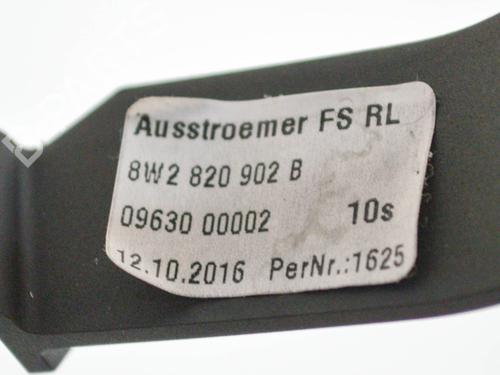 Ausstroemer FS RL
8W2 820 902 B
09630 00002 10s
12.10.2016 PerNr.:1625